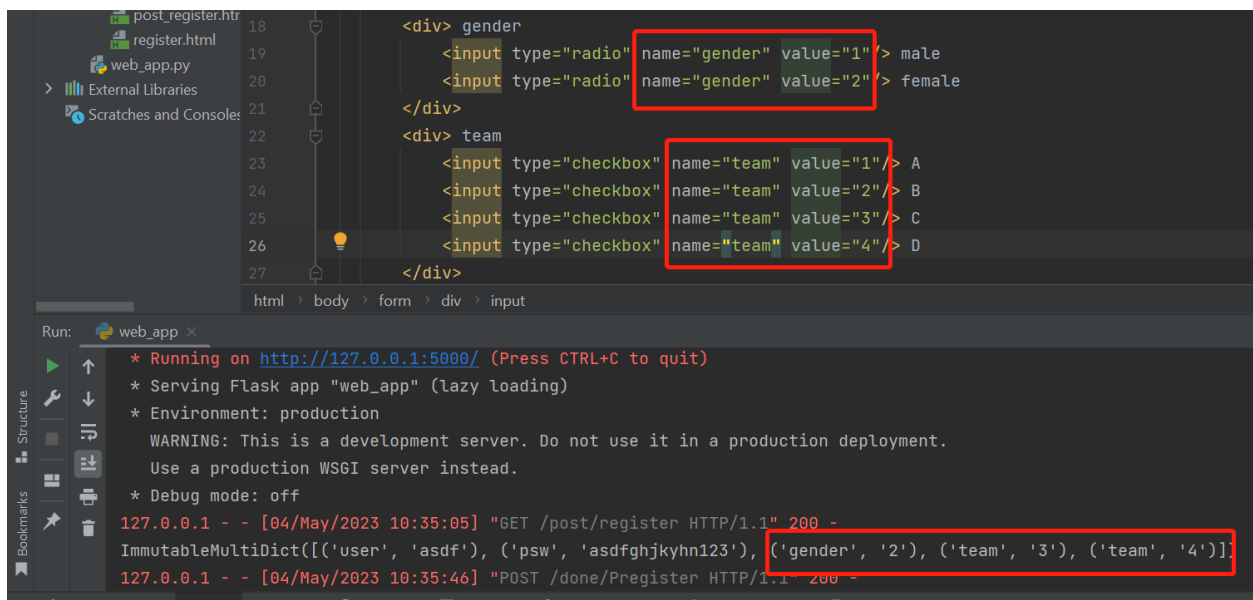 post_register.htr
register.html
web_app.py
External Libraries
Scratches and Consoles
18 <div> gender
19 <input type="radio" name="gender" value="1"/> male
20 <input type="radio" name="gender" value="2"/> female
21 </div>
22 <div> team
23 <input type="checkbox" name="team" value="1"/> A
24 <input type="checkbox" name="team" value="2"/> B
25 <input type="checkbox" name="team" value="3"/> C
26 <input type="checkbox" name="team" value="4"/> D
27 </div>
html › body › form › div › input
Run: web_app ×
* Running on http://127.0.0.1:5000/ (Press CTRL+C to quit)
* Serving Flask app "web_app" (lazy loading)
* Environment: production
WARNING: This is a development server. Do not use it in a production deployment.
Use a production WSGI server instead.
* Debug mode: off
127.0.0.1 - - [04/May/2023 10:35:05] "GET /post/register HTTP/1.1" 200 -
ImmutableMultiDict([('user', 'asdf'), ('psw', 'asdfghjkyhn123'), ('gender', '2'), ('team', '3'), ('team', '4')])
127.0.0.1 - - [04/May/2023 10:35:46] "POST /done/Pregister HTTP/1.1" 200 -
Structure
Bookmarks